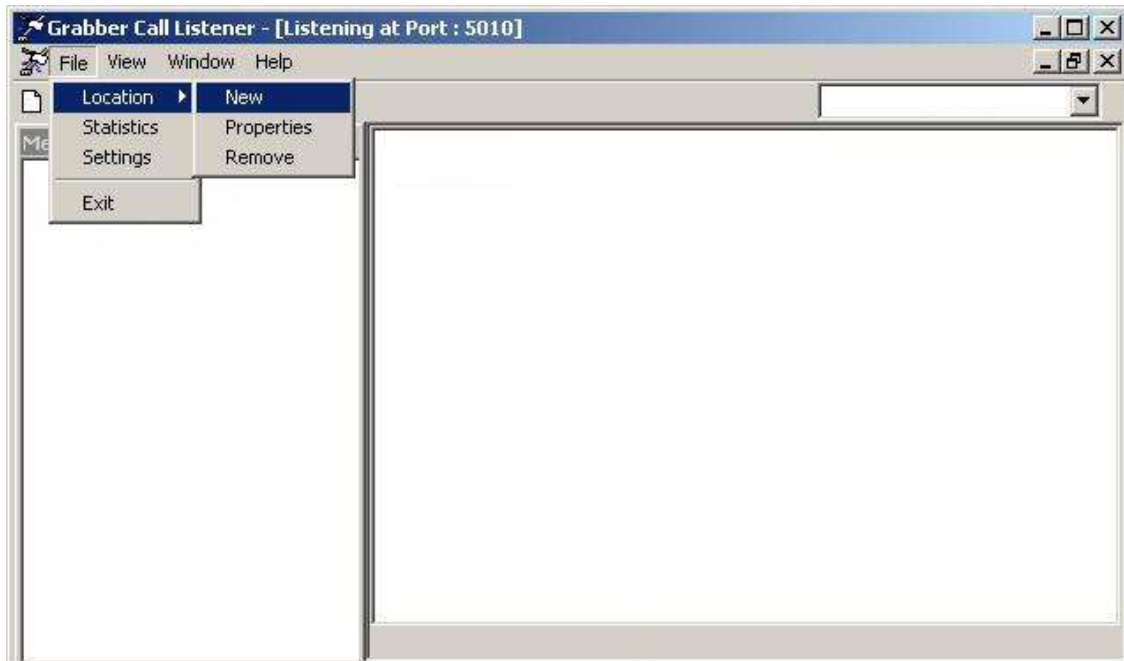 Grabber Call Listener - [Listening at Port : 5010]
File View Window Help
Location New
Statistics Properties
Settings Remove
Exit